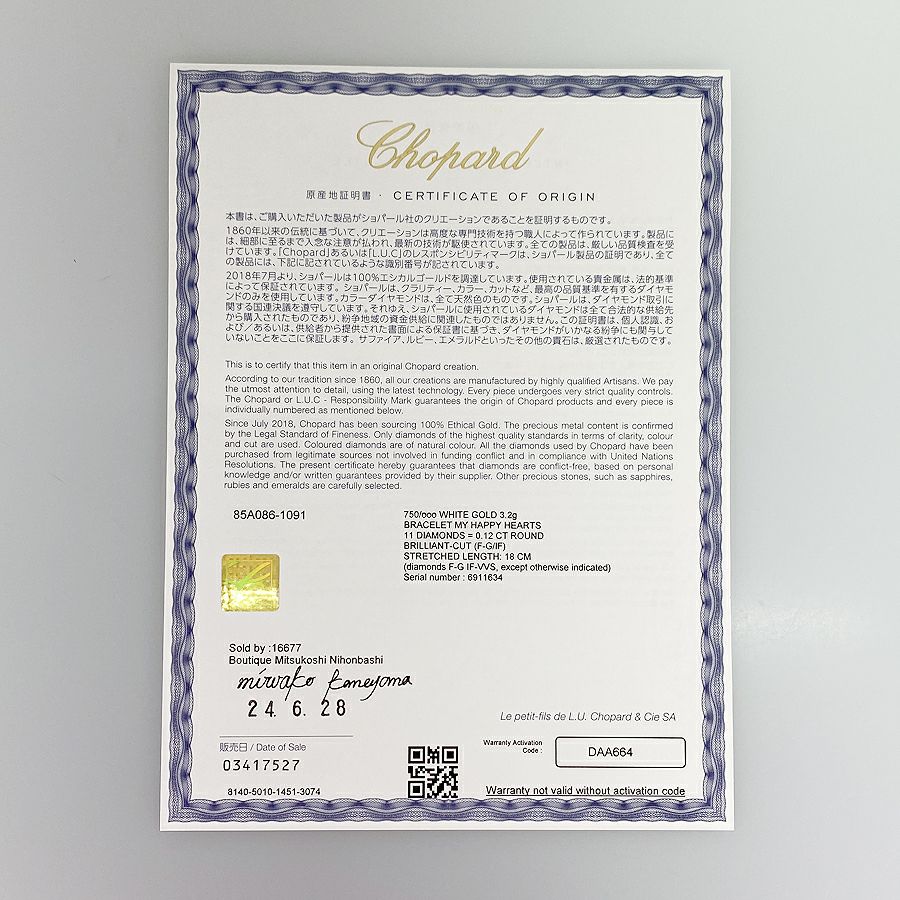 Chopard
原産地証明書 · CERTIFICATE OF ORIGIN
本書は、ご購入いただいた製品がショパール社のクリエーションであることを証明するものです。
1860年以来の伝統に基づいて、クリエーションは高度な専門技術を持つ職人によって作られています。製品に
は、細部に至るまで入念な注意が払われ、最新の技術が駆使されています。全ての製品は、厳しい品質検査を受
けています。「Chopard」あるいは「L.U.C」のレスポンシビリティマークは、ショパール製品の証明であり、全て
の製品には、下記に記されているような識別番号が記されています。
2018年7月より、ショパールは100%エシカルゴールドを調達しています。使用されている貴金属は、法的基準
によって保証されています。ショパールは、クラリティー、カラー、カットなど、最高の品質基準を有するダイヤモ
ンドのみを使用しています。カラーダイヤモンドは、全て天然色のものです。ショパールは、ダイヤモンド取引に
関する国連決議を遵守しています。それゆえ、ショパールに使用されているダイヤモンドは全て合法的な供給先
から購入されたものであり、紛争地域の資金供給に関連したものではありません。この証明書は、個人認識、お
よび／あるいは、供給者から提供された書面による保証書に基づき、ダイヤモンドがいかなる紛争にも関与して
いないことをここに保証します。サファイア、ルビー、エメラルドといったその他の貴石は、厳選されたものです。
This is to certify that this item in an original Chopard creation.
According to our tradition since 1860, all our creations are manufactured by highly qualified Artisans. We pay
the utmost attention to detail, using the latest technology. Every piece undergoes very strict quality controls.
The Chopard or L.U.C - Responsibility Mark guarantees the origin of Chopard products and every piece is
individually numbered as mentioned below.
Since July 2018, Chopard has been sourcing 100% Ethical Gold. The precious metal content is confirmed
by the Legal Standard of Fineness. Only diamonds of the highest quality standards in terms of clarity, colour
and cut are used. Coloured diamonds are of natural colour. All the diamonds used by Chopard have been
purchased from legitimate sources not involved in funding conflict and in compliance with United Nations
Resolutions. The present certificate hereby guarantees that diamonds are conflict-free, based on personal
knowledge and/or written guarantees provided by their supplier. Other precious stones, such as sapphires,
rubies and emeralds are carefully selected.
85A086-1091
750/ooo WHITE GOLD 3.2g
BRACELET MY HAPPY HEARTS
11 DIAMONDS = 0.12 CT ROUND
BRILLIANT-CUT (F-G/IF)
STRETCHED LENGTH: 18 CM
(diamonds F-G IF-VVS, except otherwise indicated)
Serial number : 6911634
Sold by :16677
Boutique Mitsukoshi Nihonbashi
miwako Kameyama
24. 6. 28
Le petit-fils de L.U. Chopard & Cie SA
販売日 / Date of Sale
03417527
8140-5010-1451-3074
Warranty Activation
Code :
DAA664
Warranty not valid without activation code